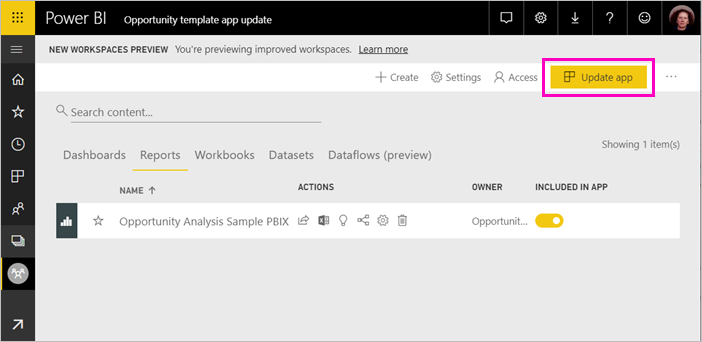 Power BI Opportunity template app update
NEW WORKSPACES PREVIEW You're previewing improved workspaces. Learn more
Create Settings Access Update app
Search content...
Showing 1 item(s)
Dashboards Reports Workbooks Datasets Dataflows (preview)
NAME ACTIONS OWNER INCLUDED IN APP
Opportunity Analysis Sample PBIX Opportunit...